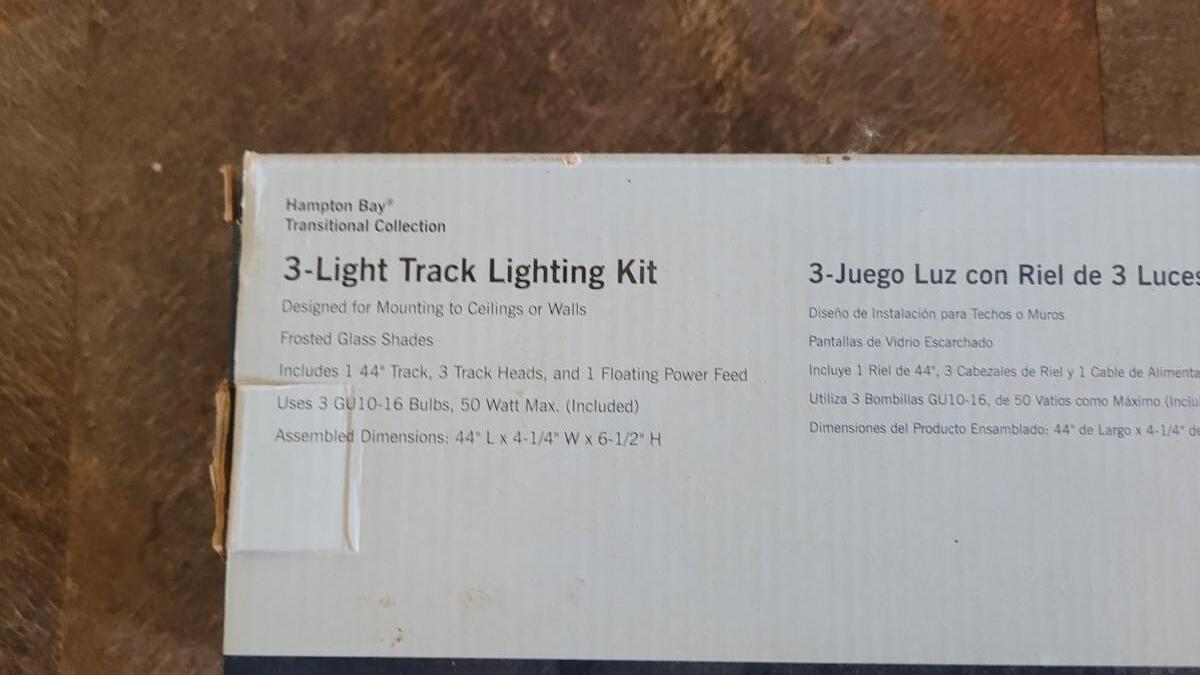 Hampton Bay®
Transitional Collection
3-Light Track Lighting Kit
Designed for Mounting to Ceilings or Walls
Frosted Glass Shades
Includes 1 44" Track, 3 Track Heads, and 1 Floating Power Feed
Uses 3 GU10-16 Bulbs, 50 Watt Max. (Included)
Assembled Dimensions: 44" L x 4-1/4" W x 6-1/2" H
3-Juego Luz con Riel de 3 Luces
Diseño de Instalación para Techos o Muros
Pantallas de Vidrio Escarchado
Incluye 1 Riel de 44", 3 Cabezales de Riel y 1 Cable de Alimenta
Utiliza 3 Bombillas GU10-16, de 50 Vatios como Máximo (Inclu
Dimensiones del Producto Ensamblado: 44" de Largo x 4-1/4" de